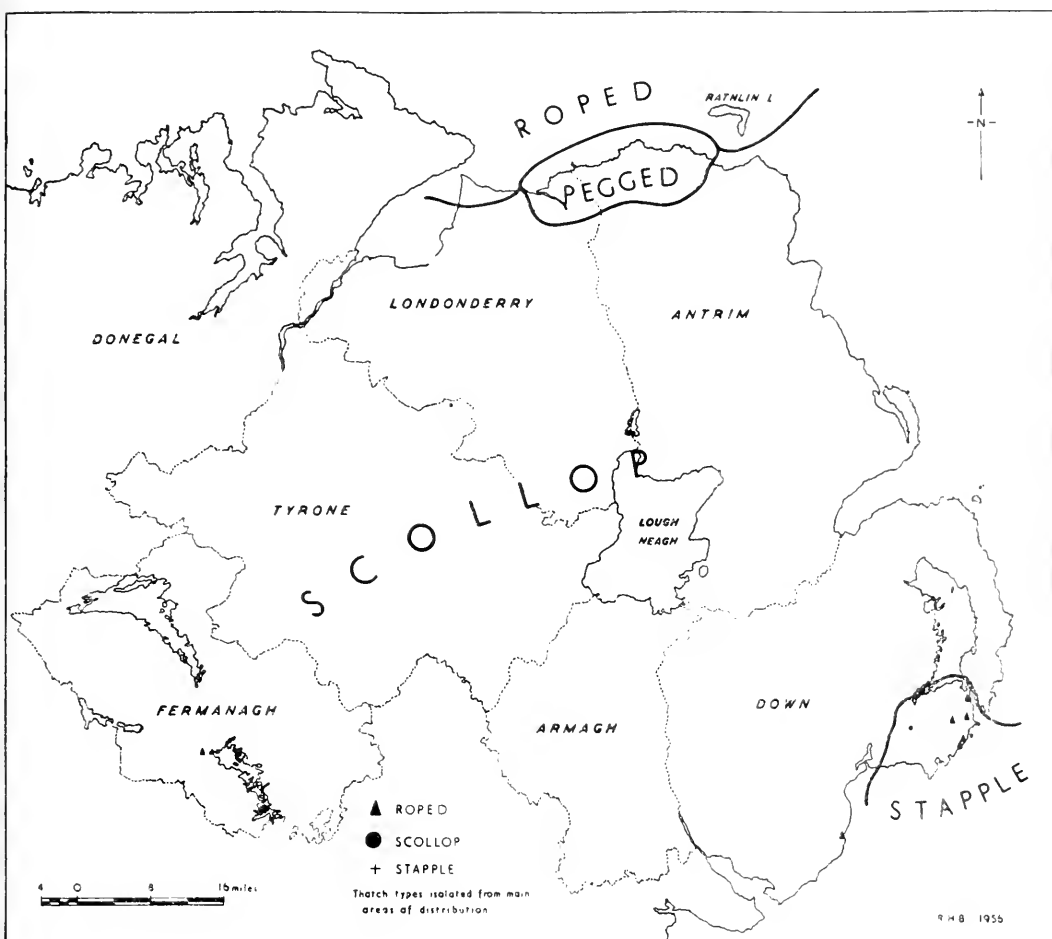 ROPED
RATHLIN I.
-N-
PEGGED
LONDONDERRY
ANTRIM
DONEGAL
SCOLLOP
TYRONE
LOUGH
NEAGH
FERMANAGH
ARMAGH
DOWN
STAPPLE
ROPED
SCOLLOP
+ STAPPLE
Thatch types isolated from main
areas of distribution
4 0 8 16 miles
R H B 1956